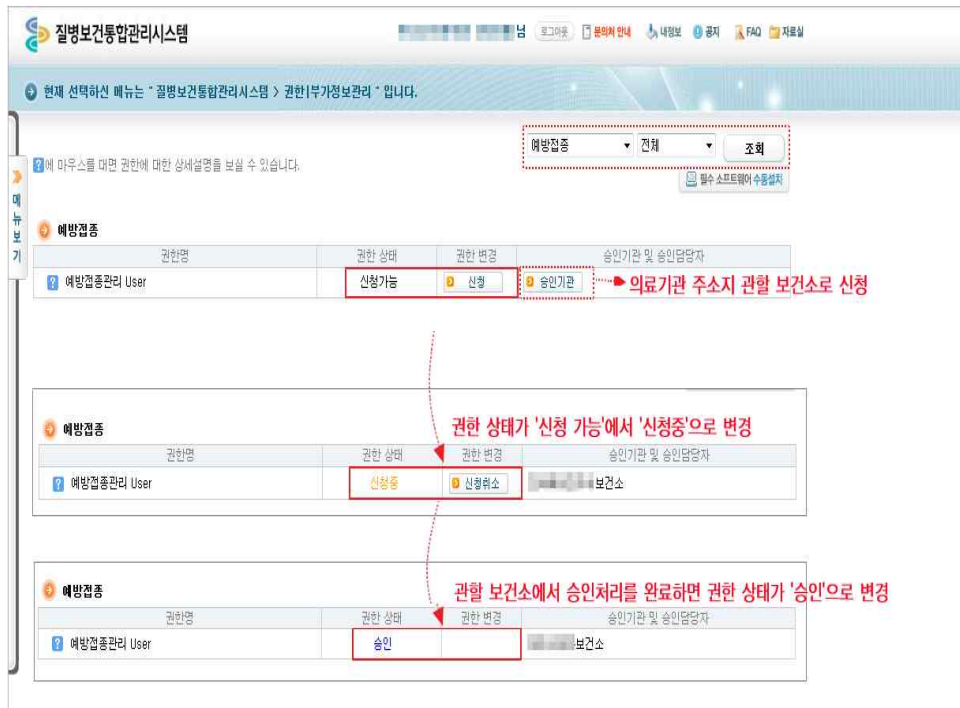 질병보건통합관리시스템
님 로그아웃 문의처 안내 내정보 공지 FAQ 자료실
현재 선택하신 메뉴는 " 질병보건통합관리시스템 > 권한|부가정보관리 " 입니다.
예방접종 전체 조회
?에 마우스를 대면 권한에 대한 상세설명을 보실 수 있습니다.
필수 소프트웨어 수동설치
메뉴보기
예방접종
권한명 권한 상태 권한 변경 승인기관 및 승인담당자
? 예방접종관리 User 신청가능 신청 승인기관 의료기관 주소지 관할 보건소로 신청
예방접종 권한 상태가 '신청 가능'에서 '신청중'으로 변경
권한명 권한 상태 권한 변경 승인기관 및 승인담당자
? 예방접종관리 User 신청중 신청취소 보건소
예방접종 관할 보건소에서 승인처리를 완료하면 권한 상태가 '승인'으로 변경
권한명 권한 상태 권한 변경 승인기관 및 승인담당자
? 예방접종관리 User 승인 보건소